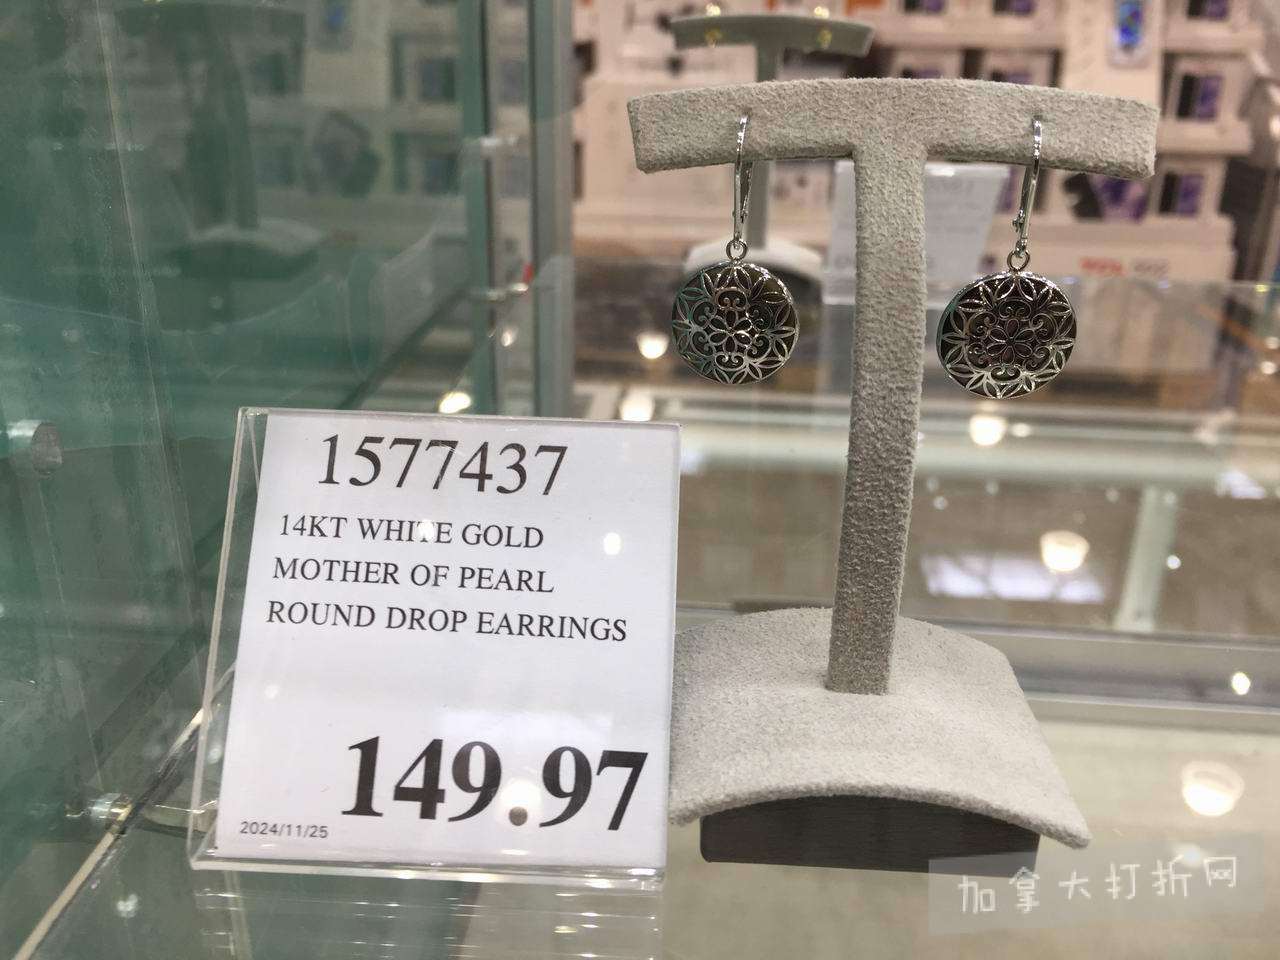 1577437
14KT WHITE GOLD
MOTHER OF PEARL
ROUND DROP EARRINGS
149.97
2024/11/25
加拿大打折网